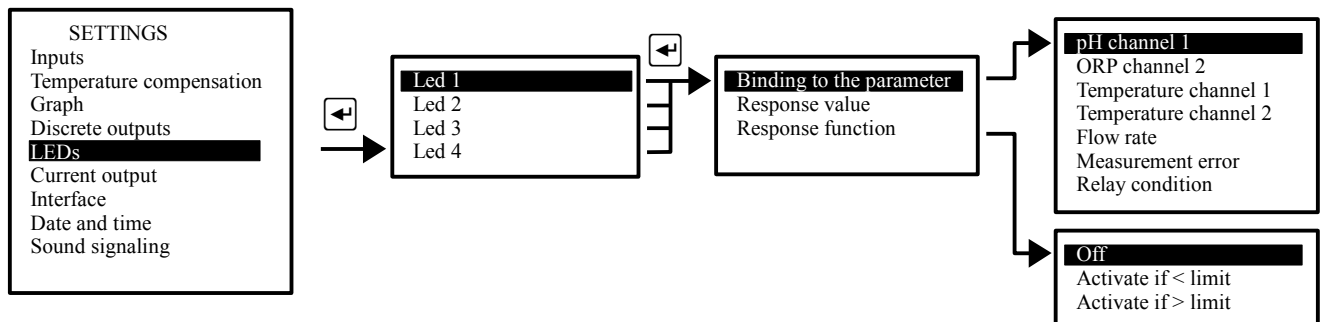 SETTINGS
Inputs
Temperature compensation
Graph
Discrete outputs
LEDs
Current output
Interface
Date and time
Sound signaling
Led 1
Led 2
Led 3
Led 4
Binding to the parameter
Response value
Response function
pH channel 1
ORP channel 2
Temperature channel 1
Temperature channel 2
Flow rate
Measurement error
Relay condition
Off
Activate if < limit
Activate if > limit